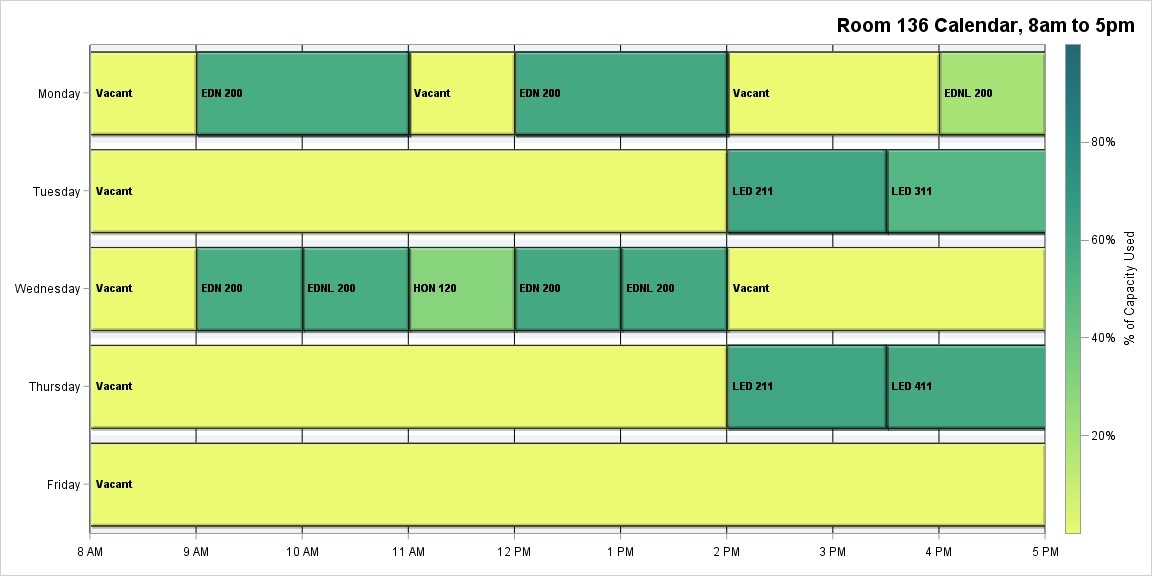 Room 136 Calendar, 8am to 5pm
Monday
Vacant
EDN 200
Vacant
EDN 200
Vacant
EDNL 200
Tuesday
Vacant
LED 211
LED 311
Wednesday
Vacant
EDN 200
EDNL 200
HON 120
EDN 200
EDNL 200
Vacant
Thursday
Vacant
LED 211
LED 411
Friday
Vacant
8 AM
9 AM
10 AM
11 AM
12 PM
1 PM
2 PM
3 PM
4 PM
5 PM
80%
60%
40%
20%
% of Capacity Used